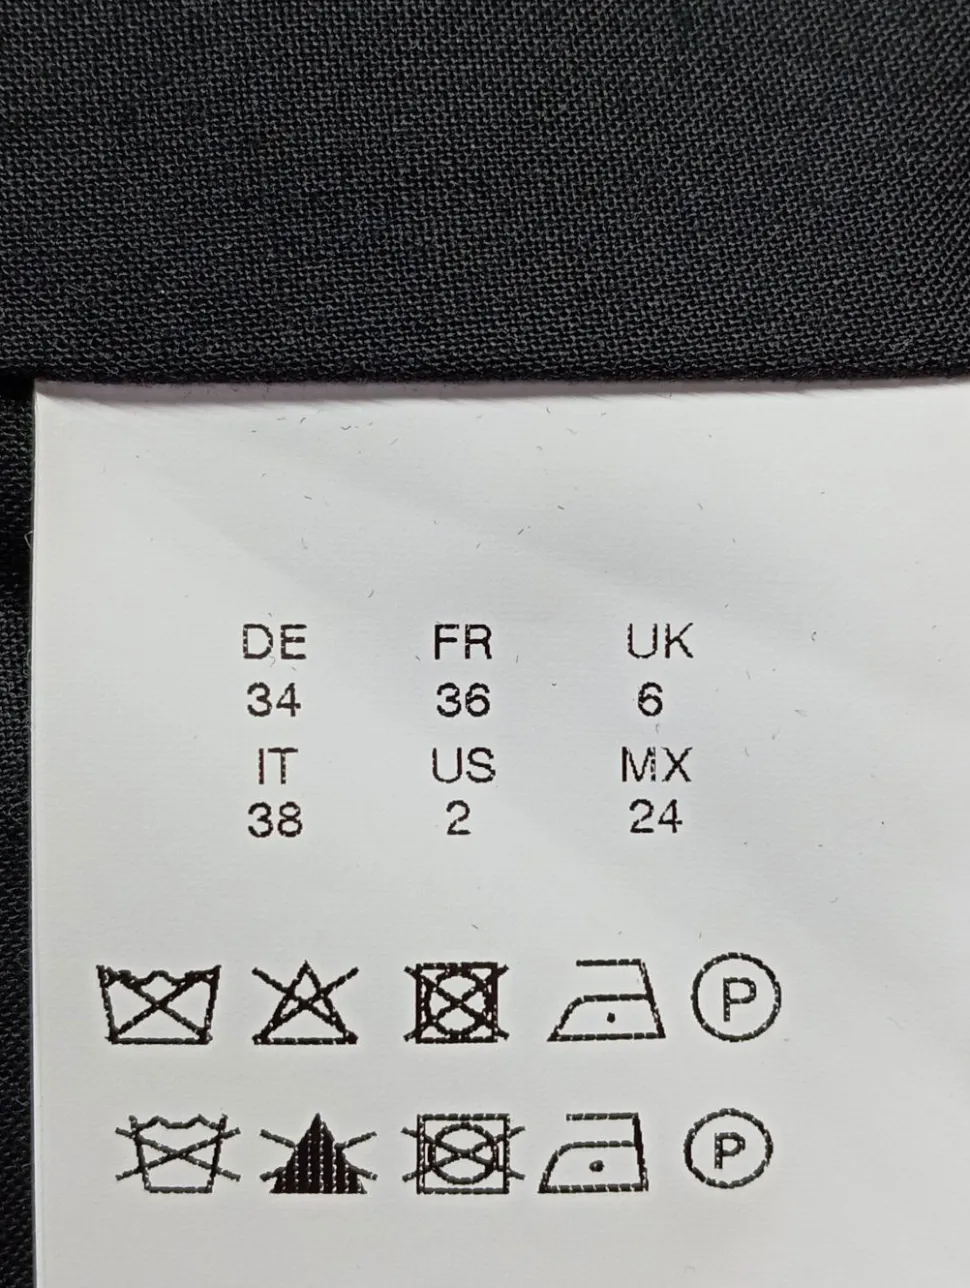 DE FR UK
34 36 6
IT US MX
38 2 24
P
P